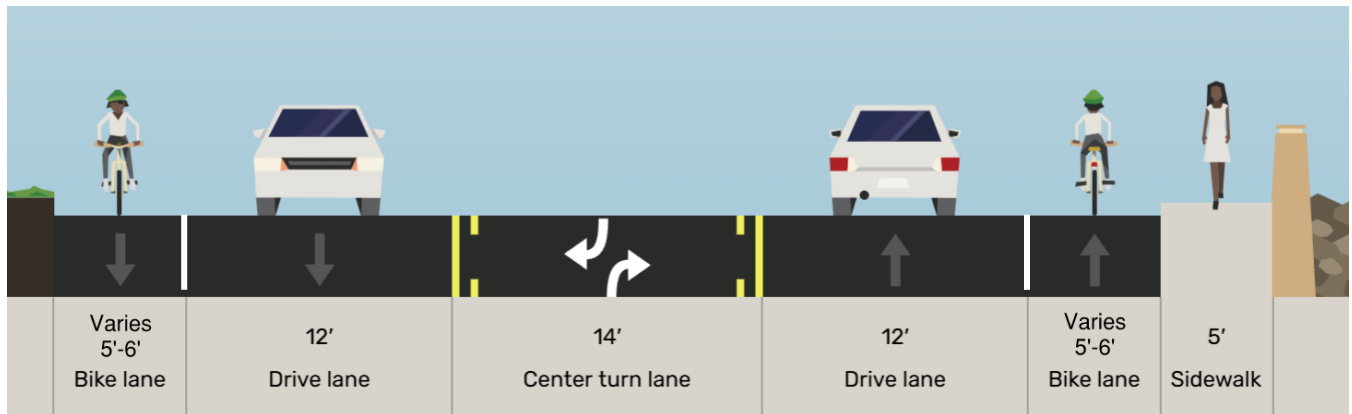 Varies
5'-6'
Bike lane
12′
Drive lane
14′
Center turn lane
12′
Drive lane
Varies
5'-6'
Bike lane
5′
Sidewalk